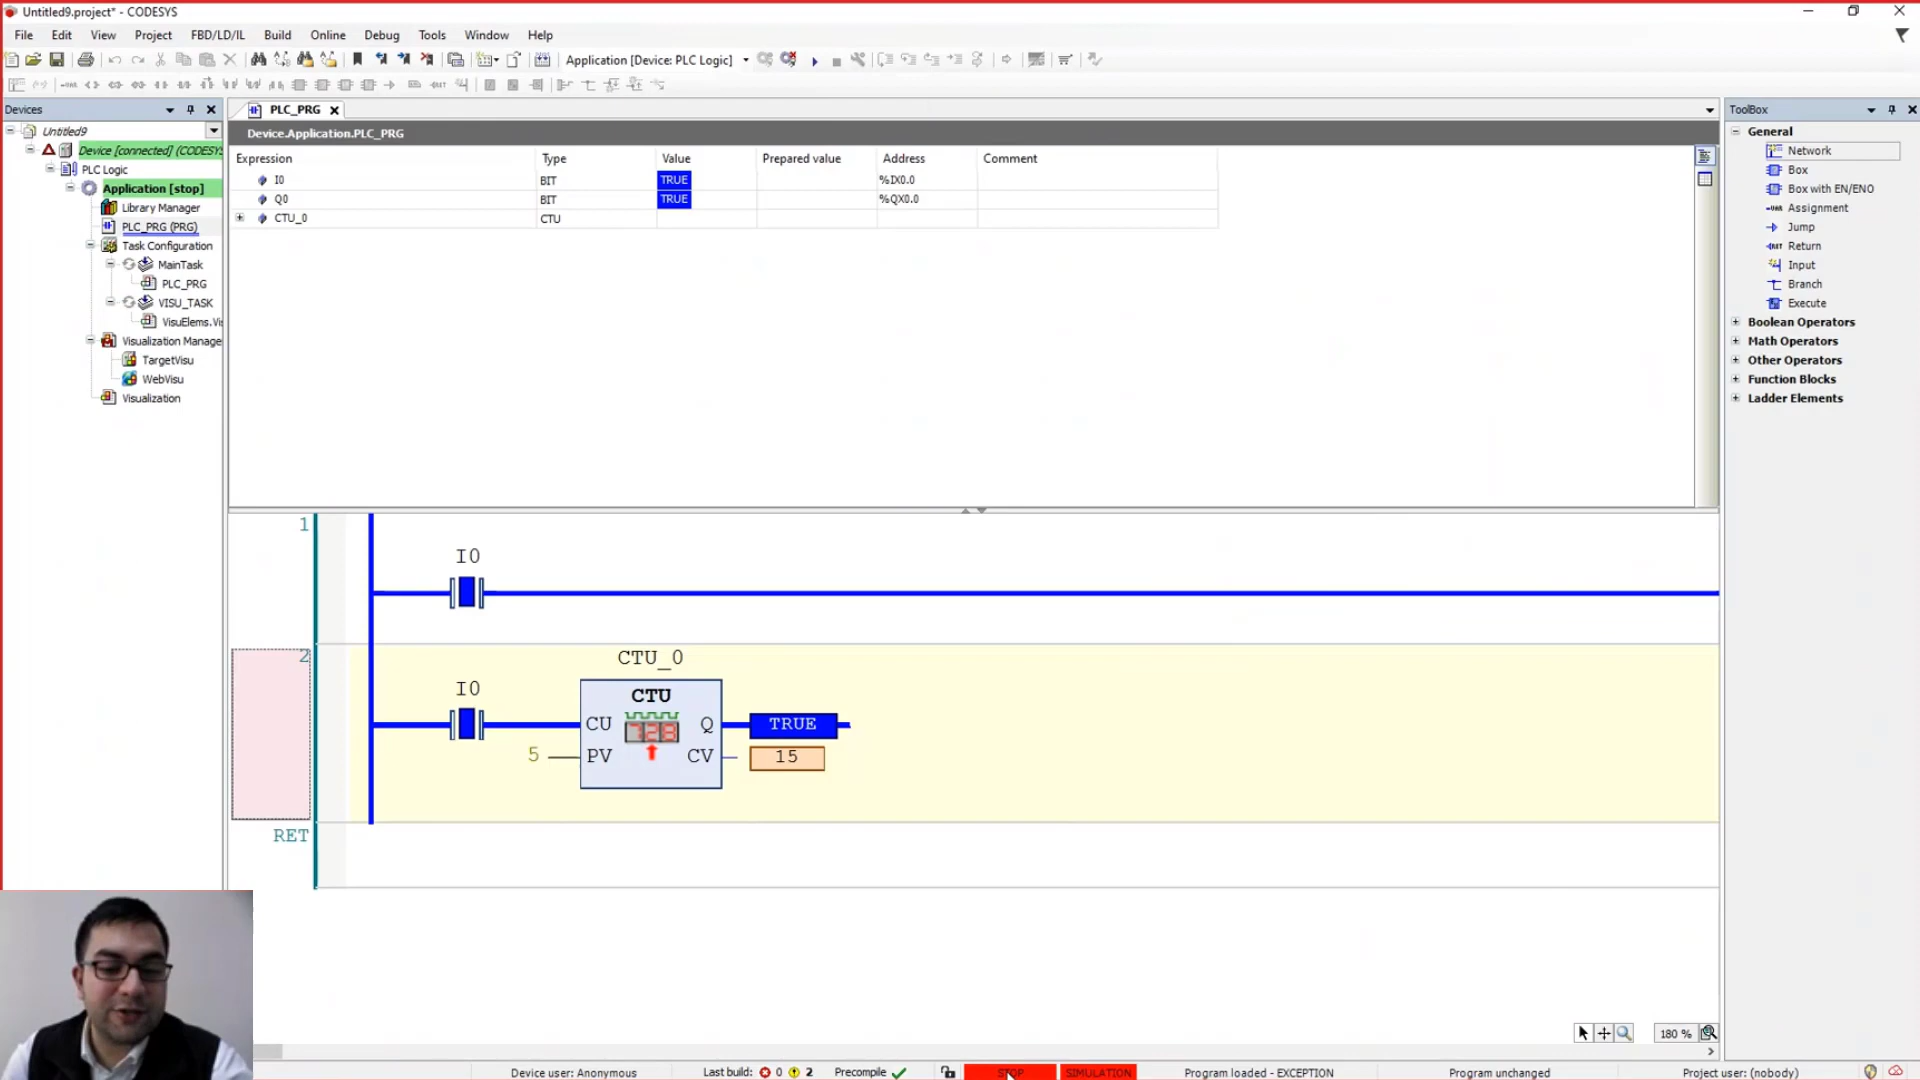 Untitled9.project* - CODESYS
File Edit View Project FBD/LD/IL Build Online Debug Tools Window Help
Application [Device: PLC Logic]
Devices
Untitled9
Device [connected] (CODESYS
PLC Logic
Application [stop]
Library Manager
PLC_PRG (PRG)
Task Configuration
MainTask
PLC_PRG
VISU_TASK
VisuElems.Vi
Visualization Manage
TargetVisu
WebVisu
Visualization
PLC_PRG
Device.Application.PLC_PRG
Expression Type Value Prepared value Address Comment
I0 BIT TRUE %IX0.0
Q0 BIT TRUE %QX0.0
CTU_0 CTU
1
I0
2
CTU_0
I0
CTU
CU Q TRUE
5 PV CV 15
RET
180 %
ToolBox
General
Network
Box
Box with EN/ENO
Assignment
Jump
Return
Input
Branch
Execute
Boolean Operators
Math Operators
Other Operators
Function Blocks
Ladder Elements
Device user: Anonymous Last build: 0 2 Precompile STOP SIMULATION Program loaded - EXCEPTION Program unchanged Project user: (nobody)